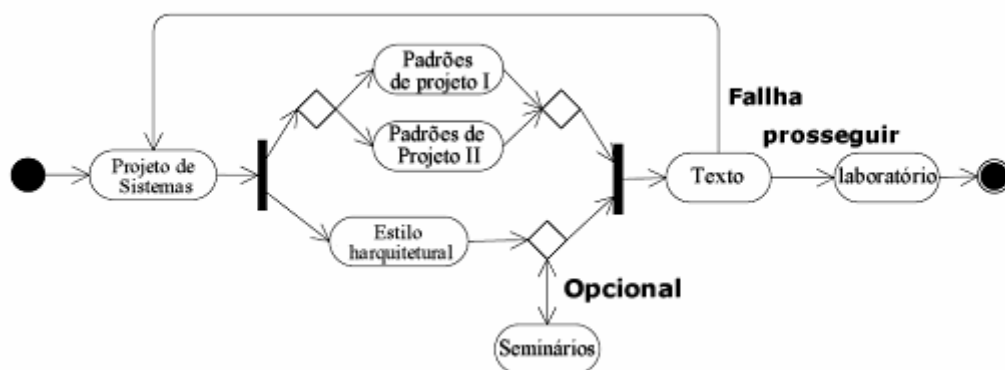 Padrões
de projeto I
Fallha
Padrões de
Projeto II
prosseguir
Projeto de
Sistemas
Texto
laboratório
Estilo
harquitetural
Opcional
Seminários